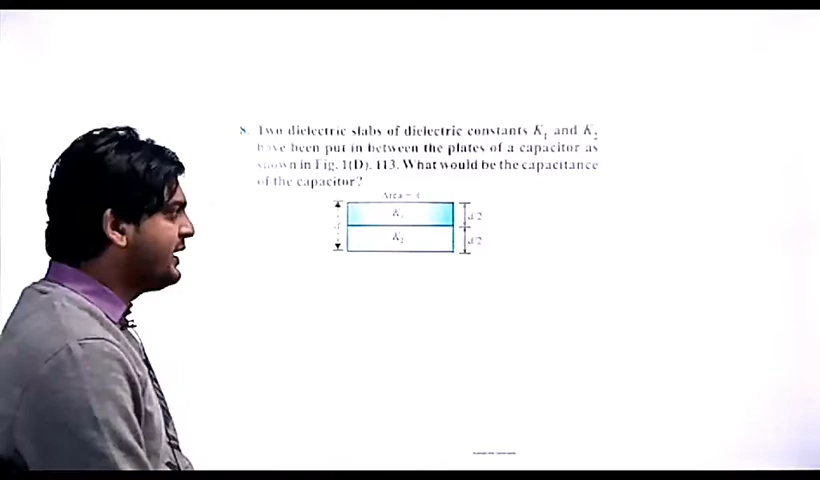 8. Two dielectric slabs of dielectric constants K₁ and K₂
have been put in between the plates of a capacitor as
shown in Fig. 1(D). 113. What would be the capacitance
of the capacitor?
Area = A
K₁
d/2
d
K₂
d/2